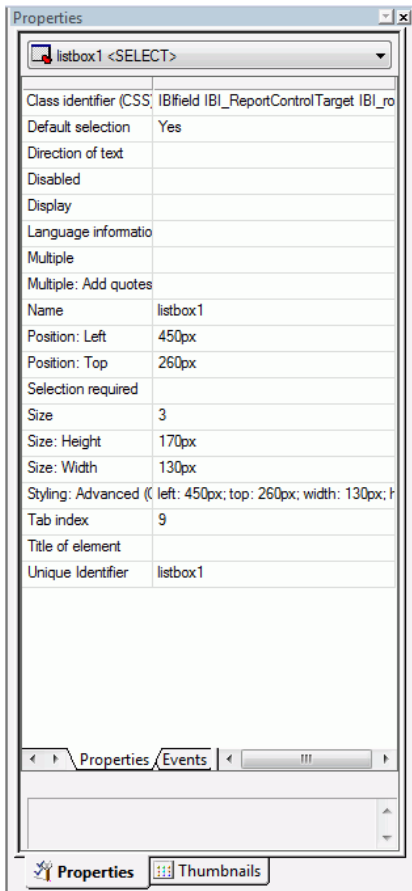 Properties
listbox1 <SELECT>
Class identifier (CSS) IBIfield IBI_ReportControlTarget IBI_ro
Default selection Yes
Direction of text
Disabled
Display
Language informatio
Multiple
Multiple: Add quotes
Name listbox1
Position: Left 450px
Position: Top 260px
Selection required
Size 3
Size: Height 170px
Size: Width 130px
Styling: Advanced (C left: 450px; top: 260px; width: 130px; h
Tab index 9
Title of element
Unique Identifier listbox1
Properties Events
Properties Thumbnails